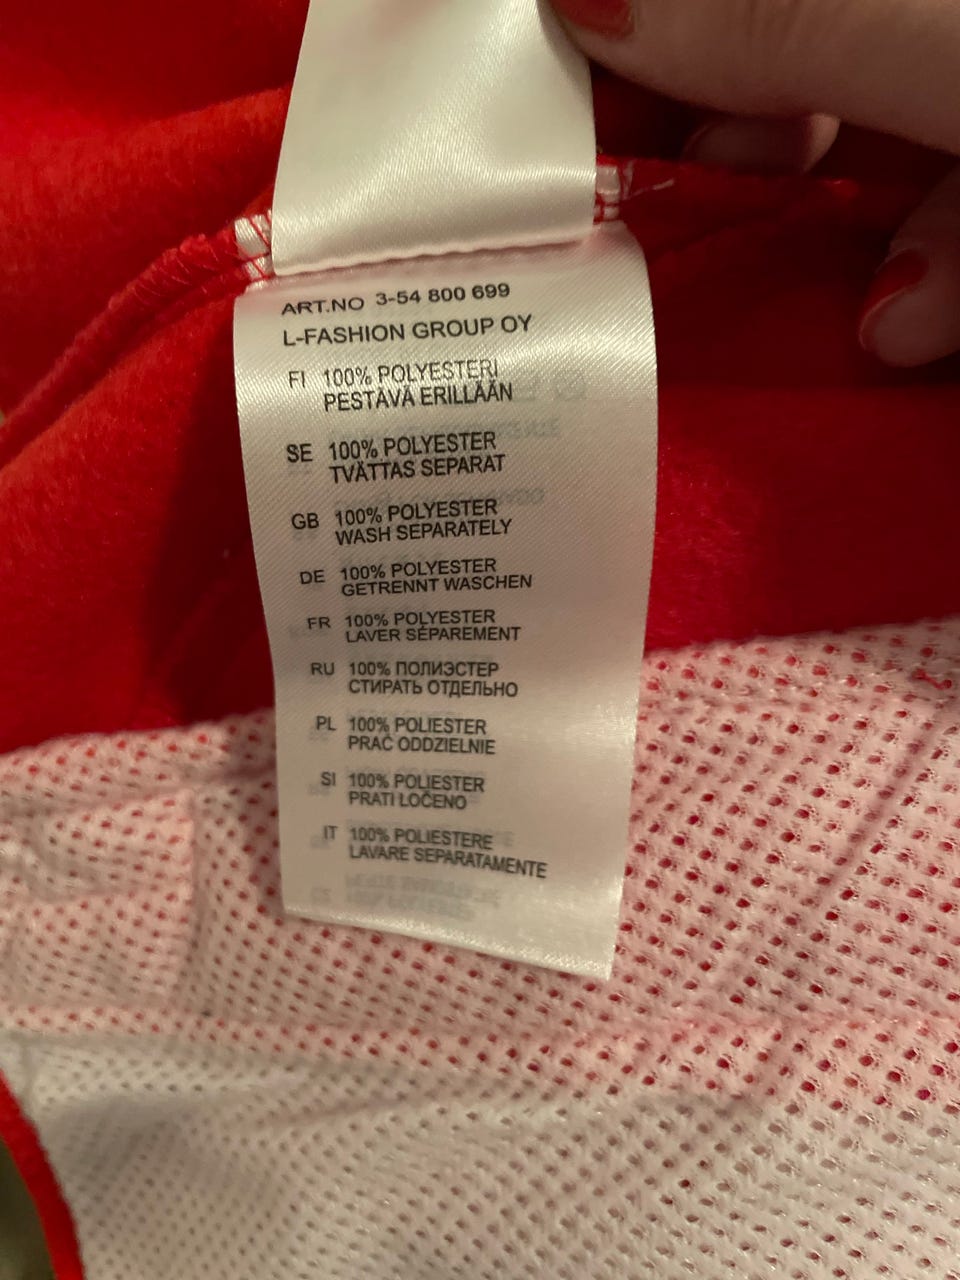 ART.NO 3-54 800 699
L-FASHION GROUP OY
FI 100% POLYESTERI
PESTÄVÄ ERILLÄÄN
SE 100% POLYESTER
TVÄTTAS SEPARAT
GB 100% POLYESTER
WASH SEPARATELY
DE 100% POLYESTER
GETRENNT WASCHEN
FR 100% POLYESTER
LAVER SÉPAREMENT
RU 100% ПОЛИЭСТЕР
СТИРАТЬ ОТДЕЛЬНО
PL 100% POLIESTER
PRAĆ ODDZIELNIE
SI 100% POLIESTER
PRATI LOČENO
IT 100% POLIESTERE
LAVARE SEPARATAMENTE